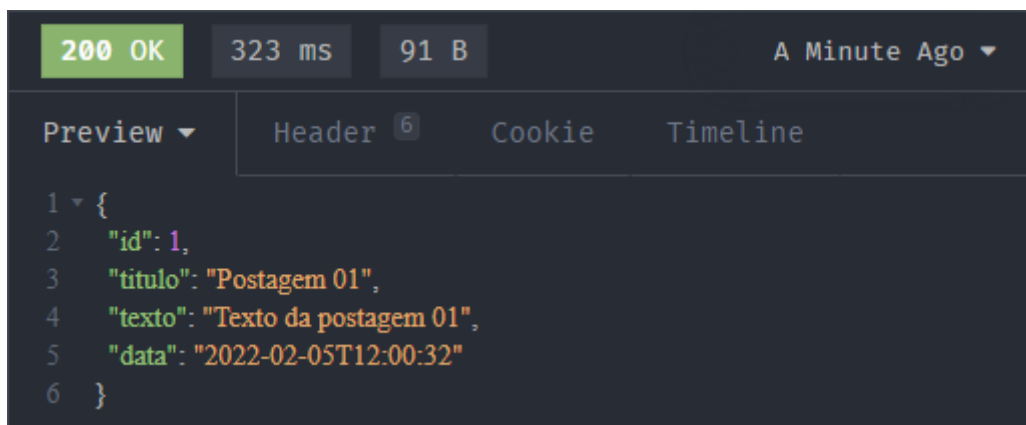 200 OK 323 ms 91 B A Minute Ago
Preview Header 6 Cookie Timeline
1 {
2 "id": 1,
3 "titulo": "Postagem 01",
4 "texto": "Texto da postagem 01",
5 "data": "2022-02-05T12:00:32"
6 }